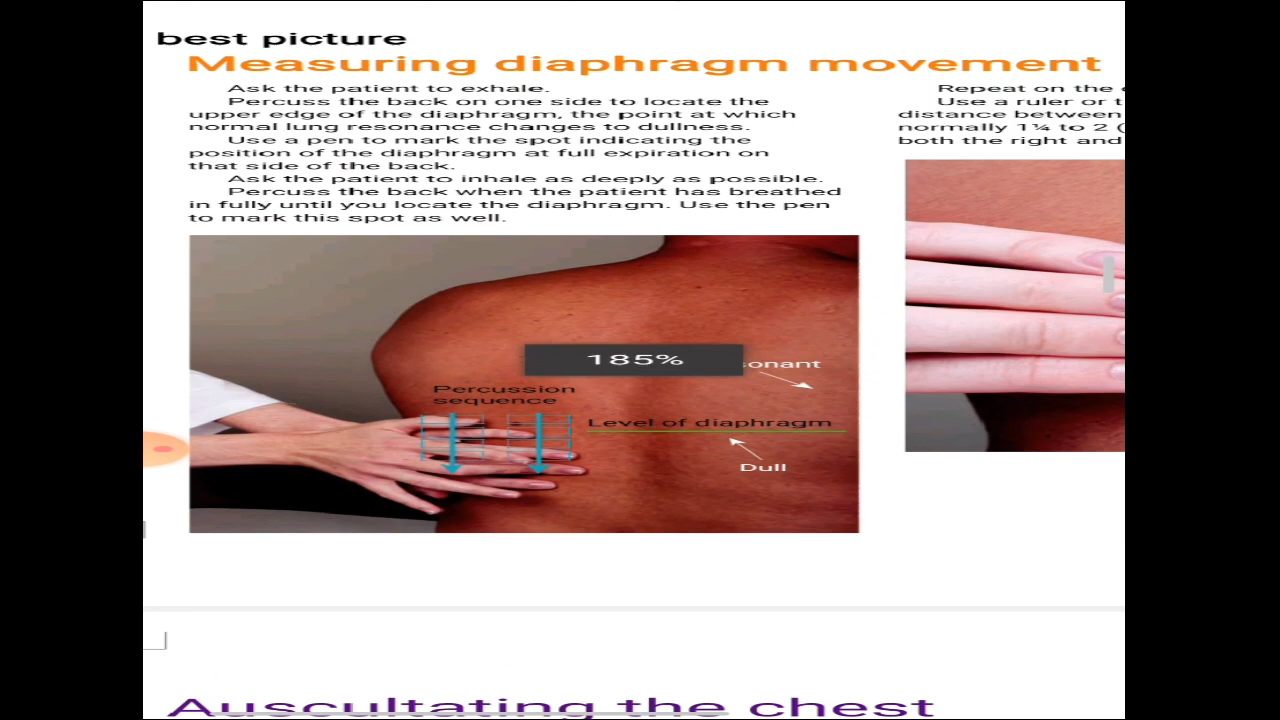 best picture
Measuring diaphragm movement
Ask the patient to exhale.
Percuss the back on one side to locate the
upper edge of the diaphragm, the point at which
normal lung resonance changes to dullness.
Use a pen to mark the spot indicating the
position of the diaphragm at full expiration on
that side of the back.
Ask the patient to inhale as deeply as possible.
Percuss the back when the patient has breathed
in fully until you locate the diaphragm. Use the pen
to mark this spot as well.
Repeat on the
Use a ruler or
distance between
normally 1¼ to 2 (
both the right and
185%
Percussion
sequence
Level of diaphragm
Dull
Auscultating the chest